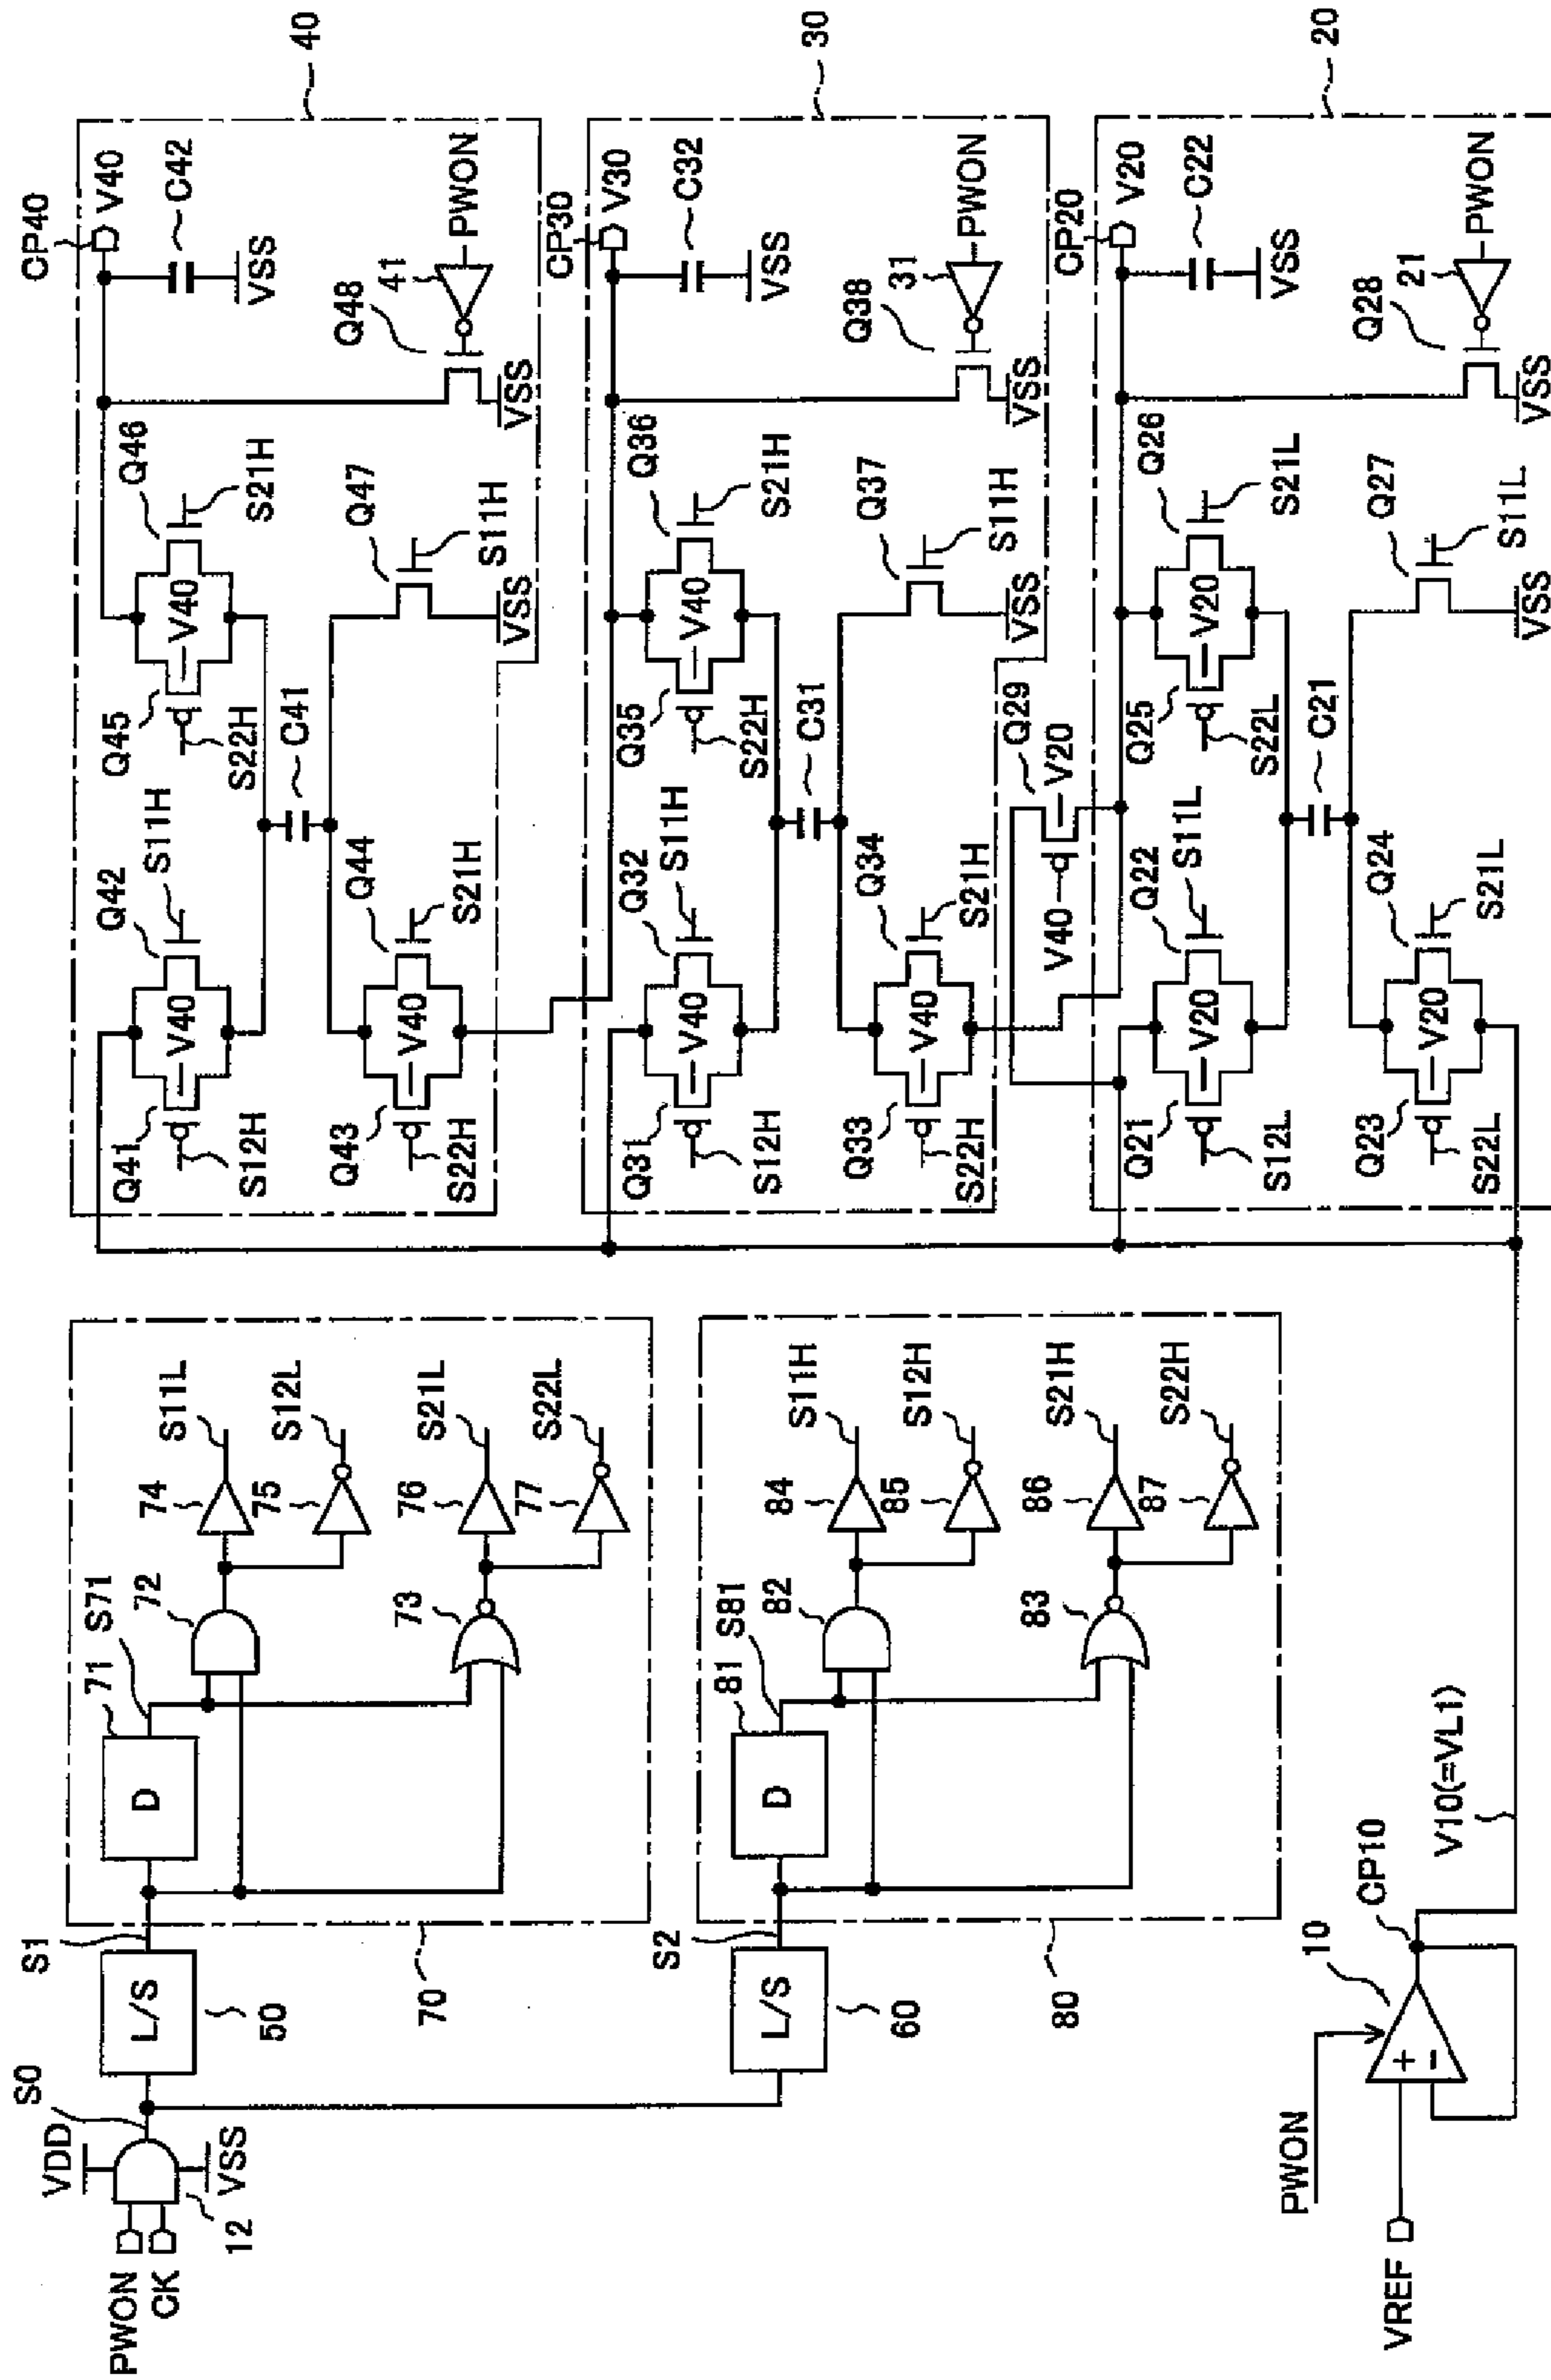 40
CP40
V40
C42
VSS
PWON
41
Q48
VSS
Q46
S21H
Q45
V40
S22H
Q47
S11H
VSS
C41
Q42
S11H
Q41
V40
S12H
Q44
S21H
Q43
V40
S22H
30
CP30
V30
C32
VSS
PWON
31
Q38
VSS
Q36
S21H
Q35
V40
S22H
Q37
S11H
VSS
C31
Q32
S11H
Q31
V40
S12H
Q34
S21H
Q33
V40
S22H
Q29
V20
V40
20
CP20
V20
C22
VSS
PWON
21
Q28
VSS
Q26
S21L
Q25
V20
S22L
Q27
S11L
VSS
C21
Q22
S11L
Q21
V20
S12L
Q24
S21L
Q23
V20
S22L
PWON
CK
VDD
VSS
12
S0
L/S
50
S1
70
D
71
S71
72
73
74
S11L
75
S12L
76
S21L
77
S22L
L/S
60
S2
80
D
81
S81
82
83
84
S11H
85
S12H
86
S21H
87
S22H
VREF
PWON
+
-
10
CP10
V10(=VL1)